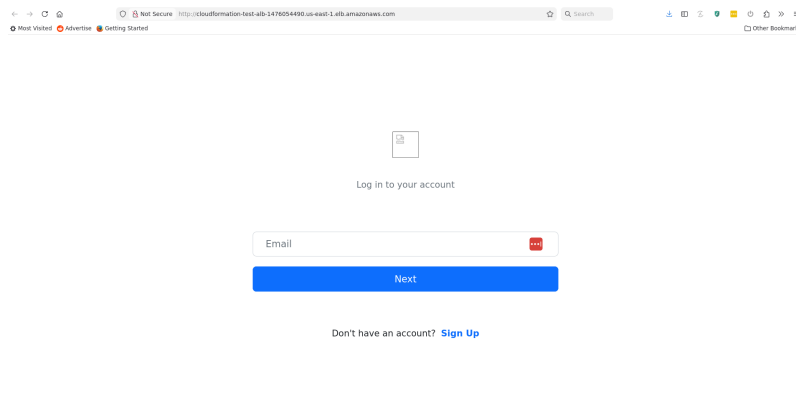 Not Secure http://cloudformation-test-alb-1476054490.us-east-1.elb.amazonaws.com Search
Most Visited Advertise Getting Started Other Bookmar
Log in to your account
Email
Next
Don't have an account? Sign Up